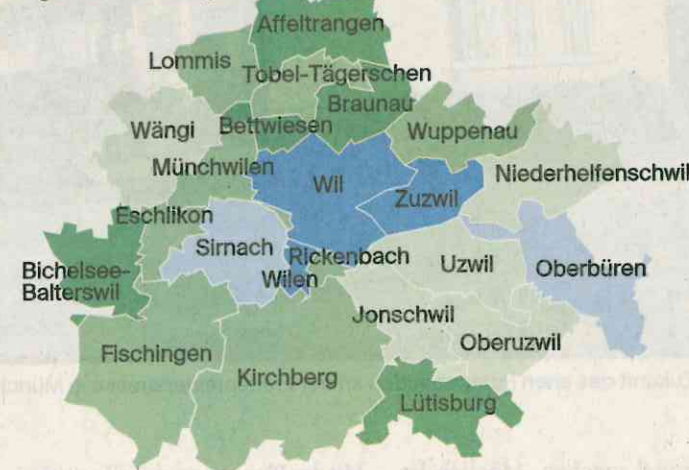 Affeltrangen
Lommis
Tobel-Tägerschen
Braunau
Wängi
Bettwiesen
Wuppenau
Münchwilen
Niederhelfenschwil
Wil
Zuzwil
Eschlikon
Sirnach
Rickenbach
Wilen
Uzwil
Oberbüren
Bichelsee-
Balterswil
Jonschwil
Oberuzwil
Fischingen
Kirchberg
Lütisburg